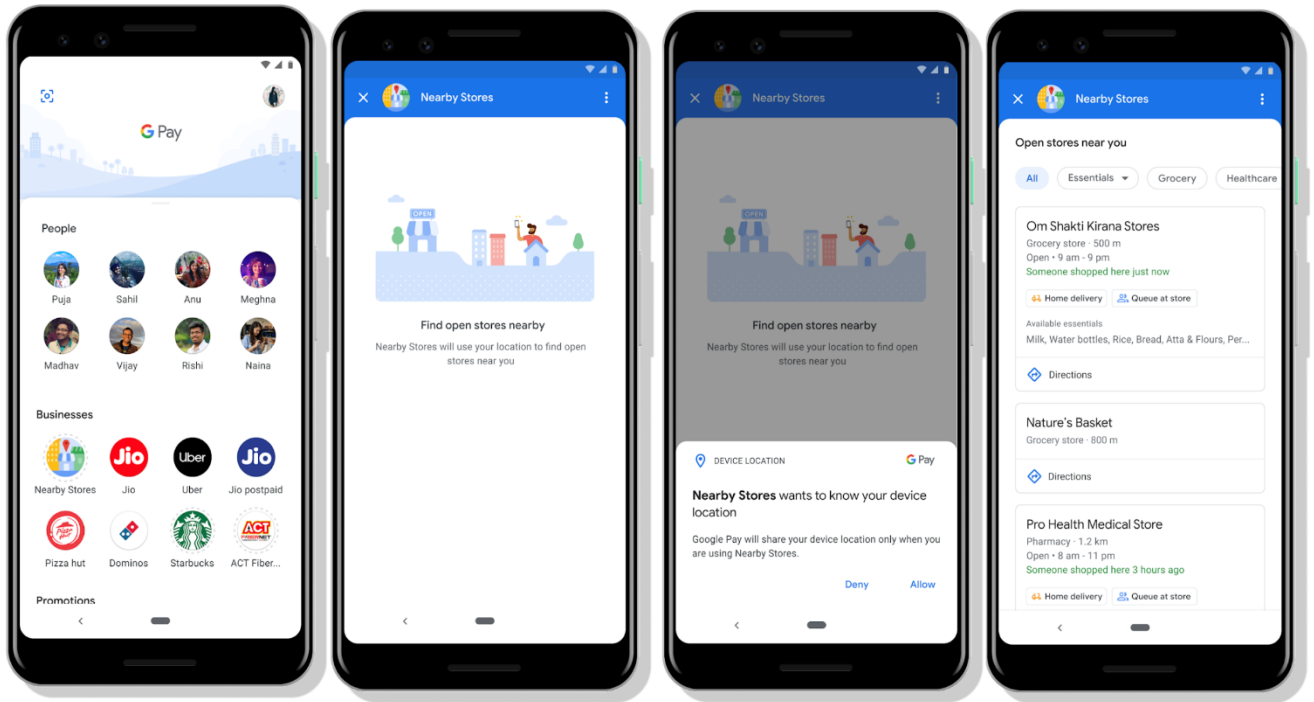 G Pay
People
Puja Sahil Anu Meghna
Madhav Vijay Rishi Naina
Businesses
Jio Uber Jio
Nearby Stores Jio Uber Jio postpaid
Pizza Hut ACT FIBERNET
Pizza hut Dominos Starbucks ACT Fiber...
Promotions
Nearby Stores
OPEN
Find open stores nearby
Nearby Stores will use your location to find open
stores near you
Nearby Stores
OPEN
Find open stores nearby
Nearby Stores will use your location to find open
stores near you
DEVICE LOCATION G Pay
Nearby Stores wants to know your device
location
Google Pay will share your device location only when you
are using Nearby Stores.
Deny Allow
Nearby Stores
Open stores near you
All Essentials Grocery Healthcare
Om Shakti Kirana Stores
Grocery store · 500 m
Open • 9 am - 9 pm
Someone shopped here just now
Home delivery Queue at store
Available essentials
Milk, Water bottles, Rice, Bread, Atta & Flours, Per...
Directions
Nature's Basket
Grocery store · 800 m
Directions
Pro Health Medical Store
Pharmacy · 1.2 km
Open • 8 am - 11 pm
Someone shopped here 3 hours ago
Home delivery Queue at store